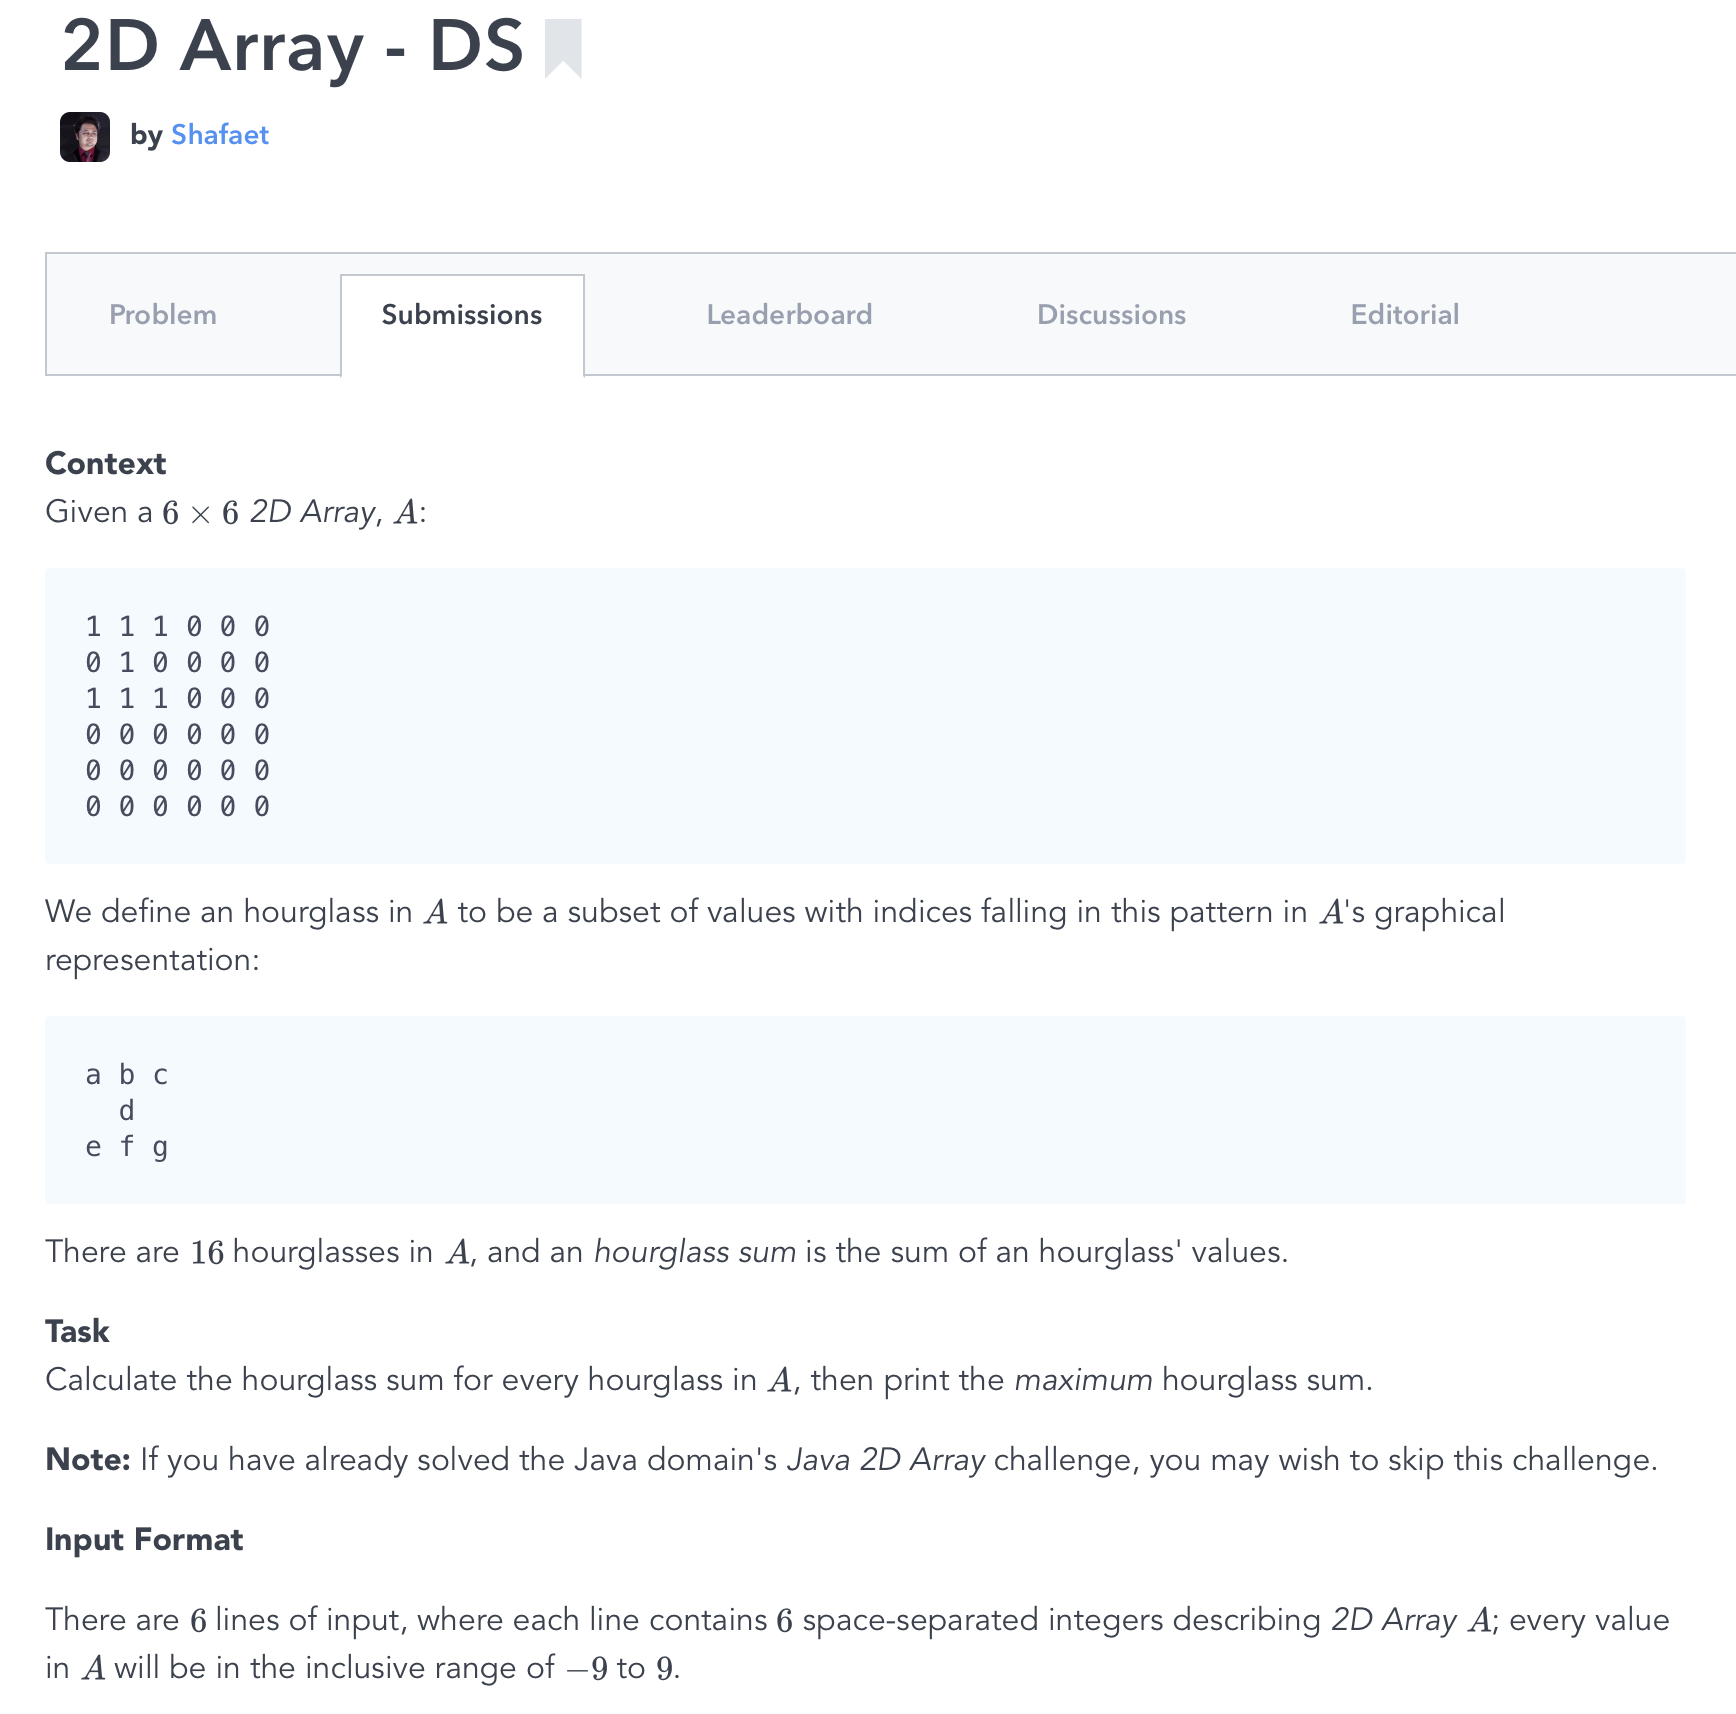 2D Array - DS
by Shafaet
Problem Submissions Leaderboard Discussions Editorial
Context
Given a 6 × 6 2D Array, A:
1 1 1 0 0 0
0 1 0 0 0 0
1 1 1 0 0 0
0 0 0 0 0 0
0 0 0 0 0 0
0 0 0 0 0 0
We define an hourglass in A to be a subset of values with indices falling in this pattern in A's graphical
representation:
a b c
  d
e f g
There are 16 hourglasses in A, and an hourglass sum is the sum of an hourglass' values.
Task
Calculate the hourglass sum for every hourglass in A, then print the maximum hourglass sum.
Note: If you have already solved the Java domain's Java 2D Array challenge, you may wish to skip this challenge.
Input Format
There are 6 lines of input, where each line contains 6 space-separated integers describing 2D Array A; every value
in A will be in the inclusive range of −9 to 9.